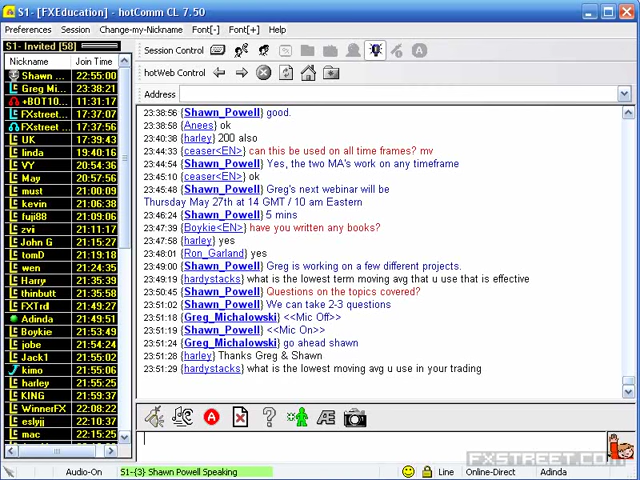 S1- [FXEducation] - hotComm CL 7.50
Preferences Session Change-my-Nickname Font[-] Font[+] Help
S1- Invited [58]
Session Control
Nickname Join Time
hotWeb Control
Address
Shawn ... 22:55:00
Greg Mi... 23:38:21
+BOT10... 11:31:17
FXstreet ... 17:37:07
FXstreet ... 17:37:56
UK 17:39:43
linda 19:40:16
VY 20:54:36
May 20:57:56
must 21:00:09
kevin 21:06:38
fuji88 21:09:06
zvi 21:11:17
John G 21:15:27
tomD 21:19:18
wen 21:24:35
Harry 21:35:39
thinbutt 21:35:58
FXTrd 21:49:27
Adinda 21:49:51
Boykie 21:53:49
jobe 21:54:24
Jack1 21:55:02
kimo 21:55:06
harley 21:55:25
KING 21:59:37
WinnerFX 22:08:22
eslyjj 22:10:37
mac 22:15:25
23:38:56 {Shawn_Powell} good.
23:38:56 {Anees} ok
23:40:38 {harley} 200 also
23:44:33 {ceaser<EN>} can this be used on all time frames? mv
23:44:54 {Shawn_Powell} Yes, the two MA's work on any timeframe
23:45:10 {ceaser<EN>} ok
23:45:48 {Shawn_Powell} Greg's next webinar will be
Thursday May 27th at 14 GMT / 10 am Eastern
23:46:24 {Shawn_Powell} 5 mins
23:47:39 {Boykie<EN>} have you written any books?
23:47:58 {harley} yes
23:48:01 {Ron_Garland} yes
23:49:00 {Shawn_Powell} Greg is working on a few different projects.
23:49:19 {hardystacks} what is the lowest term moving avg that u use that is effective
23:50:45 {Shawn_Powell} Questions on the topics covered?
23:51:02 {Shawn_Powell} We can take 2-3 questions
23:51:18 {Greg_Michalowski} <<Mic Off>>
23:51:19 {Shawn_Powell} <<Mic On>>
23:51:24 {Greg_Michalowski} go ahead shawn
23:51:28 {harley} Thanks Greg & Shawn
23:51:29 {hardystacks} what is the lowest moving avg u use in your trading
FXSTREET.COM
Audio-On S1-{3} Shawn Powell Speaking Line Online-Direct Adinda